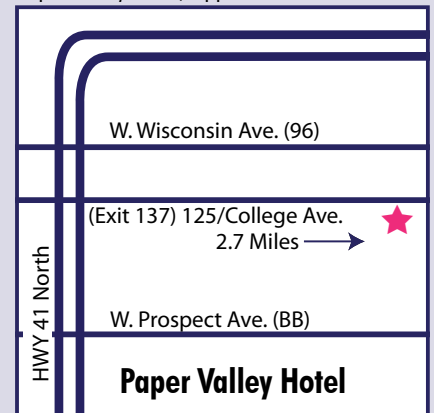 W. Wisconsin Ave. (96)
(Exit 137) 125/College Ave.
2.7 Miles
HWY 41 North
W. Prospect Ave. (BB)
Paper Valley Hotel